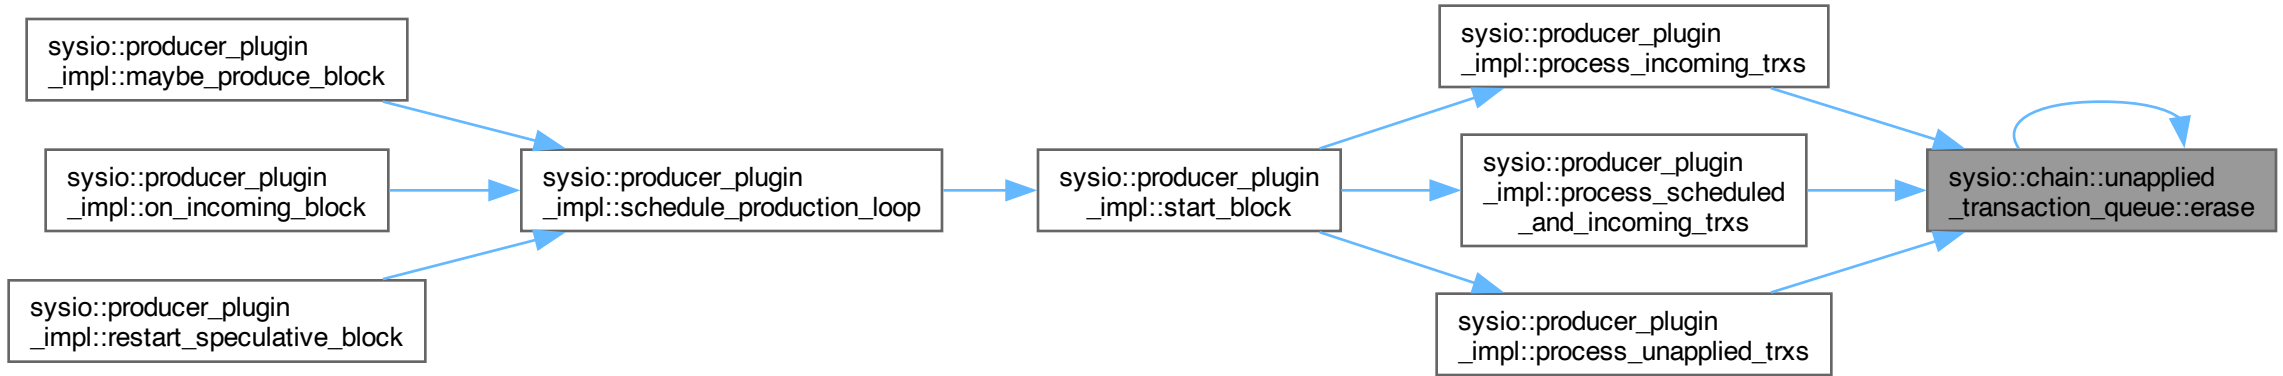 sysio::producer_plugin
_impl::maybe_produce_block
sysio::producer_plugin
_impl::on_incoming_block
sysio::producer_plugin
_impl::restart_speculative_block
sysio::producer_plugin
_impl::schedule_production_loop
sysio::producer_plugin
_impl::start_block
sysio::producer_plugin
_impl::process_incoming_trxs
sysio::producer_plugin
_impl::process_scheduled
_and_incoming_trxs
sysio::producer_plugin
_impl::process_unapplied_trxs
sysio::chain::unapplied
_transaction_queue::erase